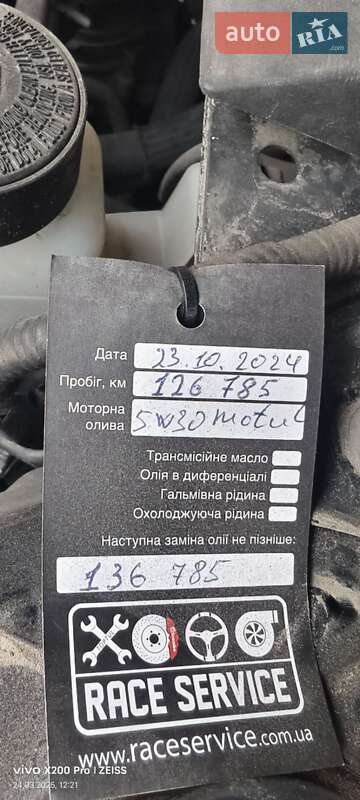 auto RIA
.com
Дата 23.10.2024
Пробіг, км 126 785
Моторна олива 5W30 motul
Трансмісійне масло
Олія в диференціалі
Гальмівна рідина
Охолоджуюча рідина
Наступна заміна олії не пізніше:
136 785
RACE SERVICE
www.raceservice.com.ua
vivo X200 Pro | ZEISS
24.03.2025, 12:21